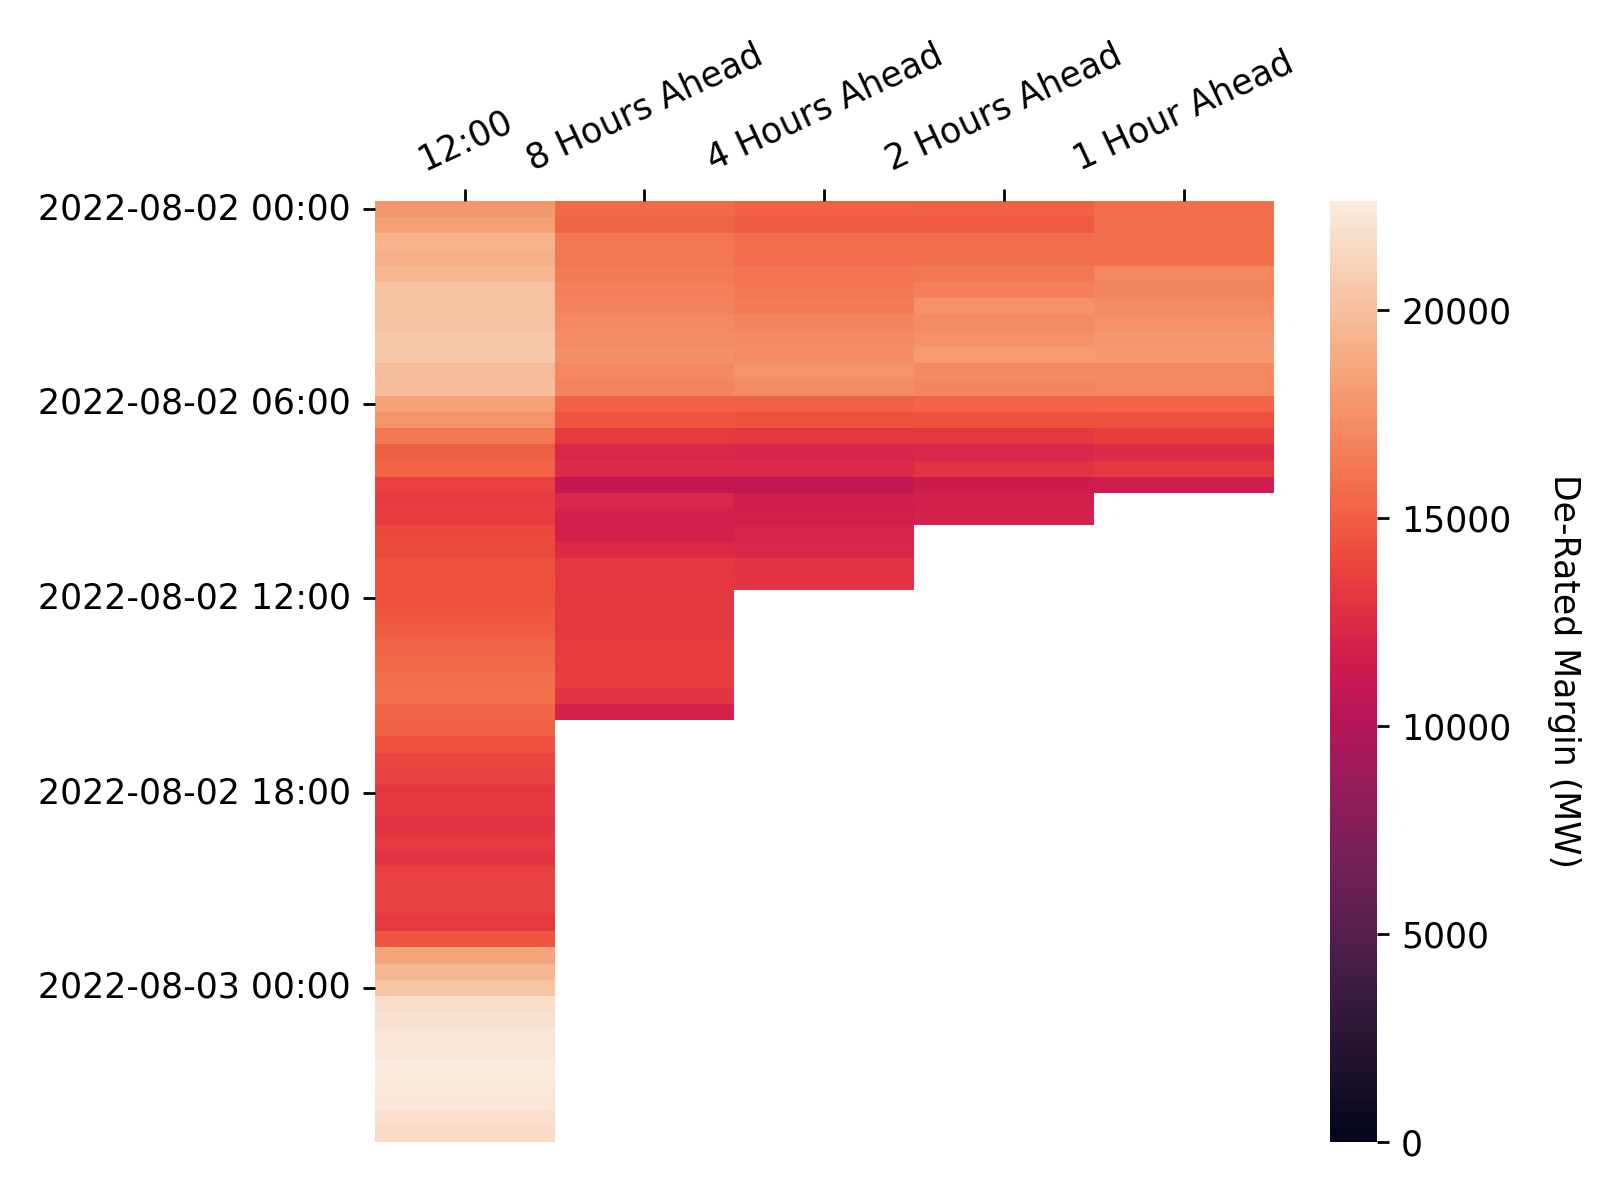 12:00
8 Hours Ahead
4 Hours Ahead
2 Hours Ahead
1 Hour Ahead
2022-08-02 00:00
2022-08-02 06:00
2022-08-02 12:00
2022-08-02 18:00
2022-08-03 00:00
20000
15000
10000
5000
0
De-Rated Margin (MW)